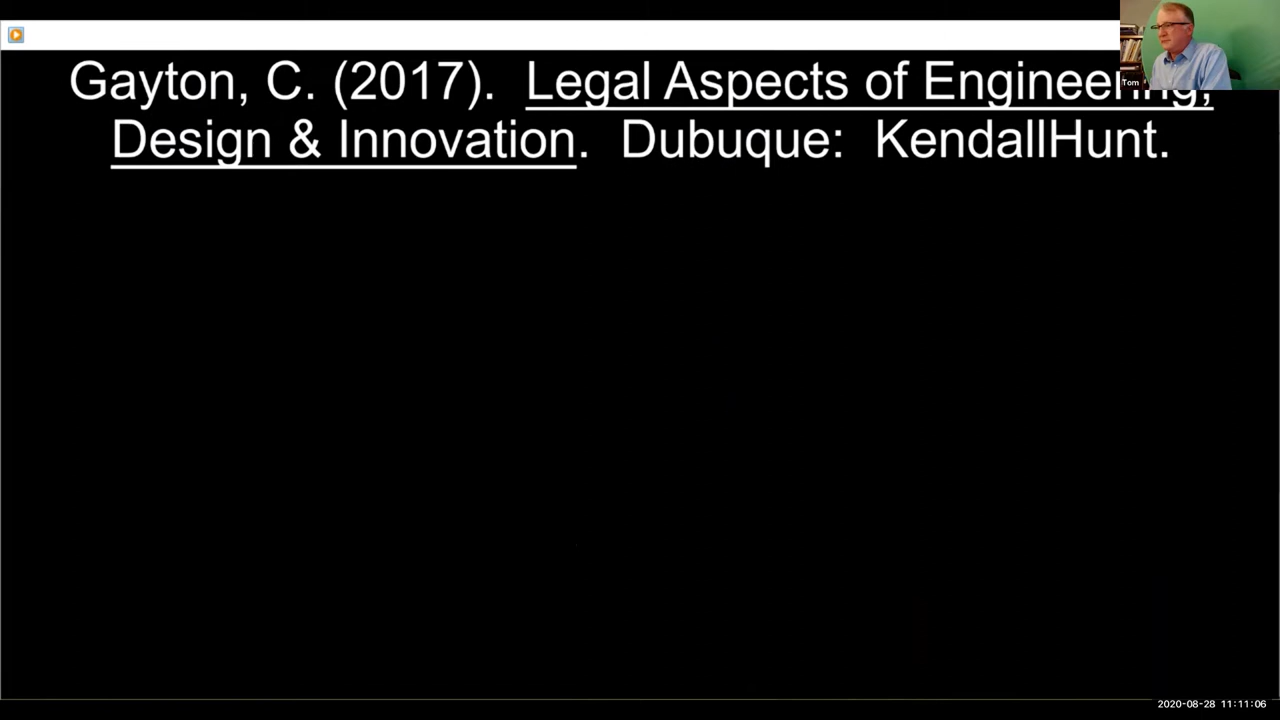 Gayton, C. (2017). Legal Aspects of Engineering,
Design & Innovation. Dubuque: KendallHunt.
Tom
2020-08-28 11:11:06